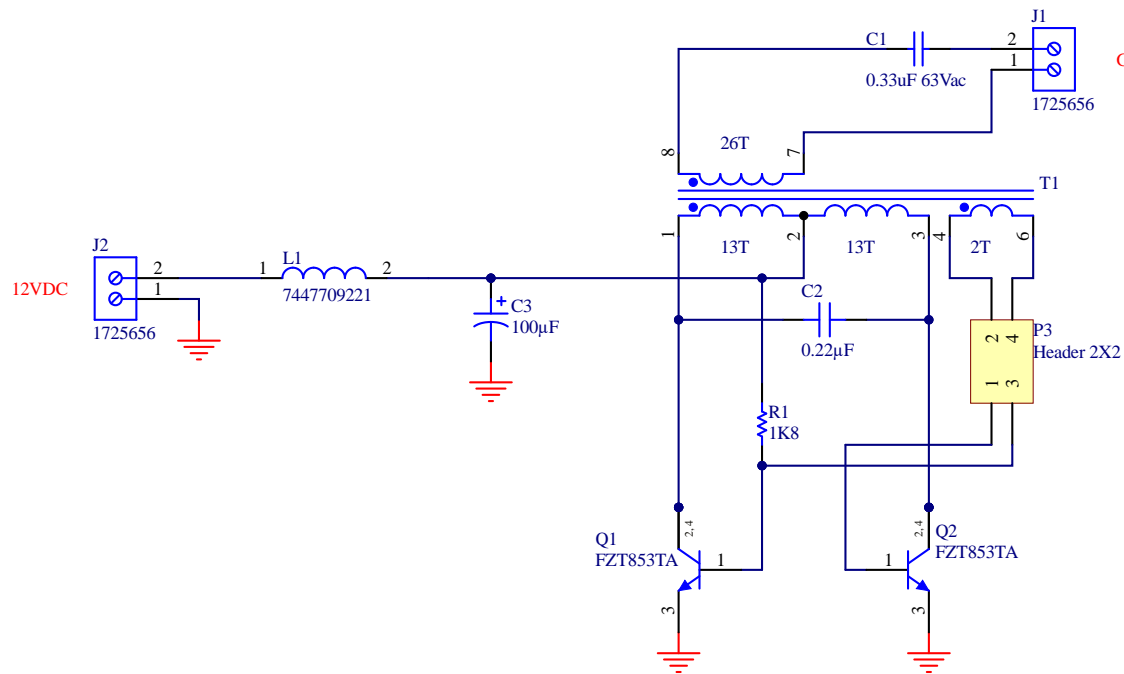 J1
C1
2
1
0.33uF 63Vac
1725656
C
26T
8
7
T1
1
2
3
4
6
13T
13T
2T
J2
12VDC
2
1
1725656
L1
1
2
7447709221
+
C3
100µF
C2
0.22µF
P3
Header 2X2
2
4
1
3
R1
1K8
Q1
FZT853TA
2,4
1
3
Q2
FZT853TA
2,4
1
3